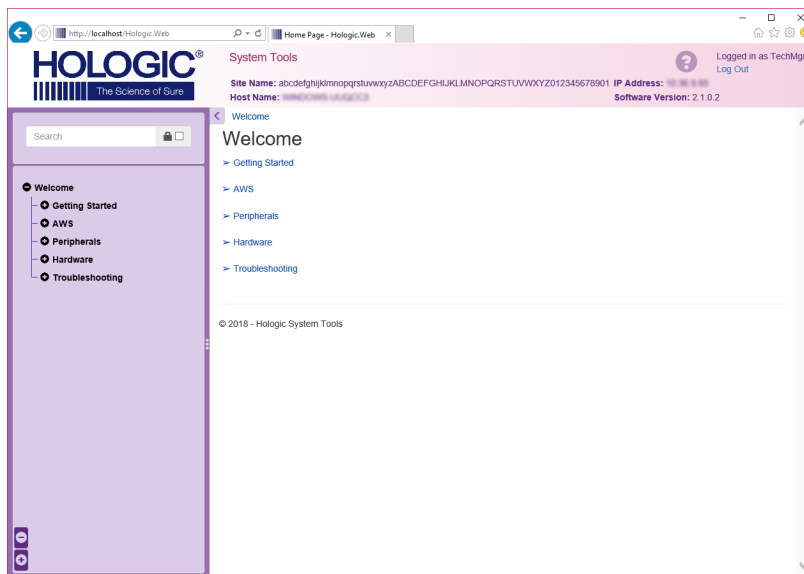 http://localhost/Hologic.Web
Home Page - Hologic.Web
HOLOGIC®
The Science of Sure
System Tools
Logged in as TechMgr
Log Out
Site Name: abcdefghijklmnopqrstuvwxyzABCDEFGHIJKLMNOPQRSTUVWXYZ012345678901 IP Address:
Host Name:
Software Version: 2.1.0.2
Search
Welcome
Getting Started
AWS
Peripherals
Hardware
Troubleshooting
Welcome
Welcome
➢ Getting Started
➢ AWS
➢ Peripherals
➢ Hardware
➢ Troubleshooting
© 2018 - Hologic System Tools